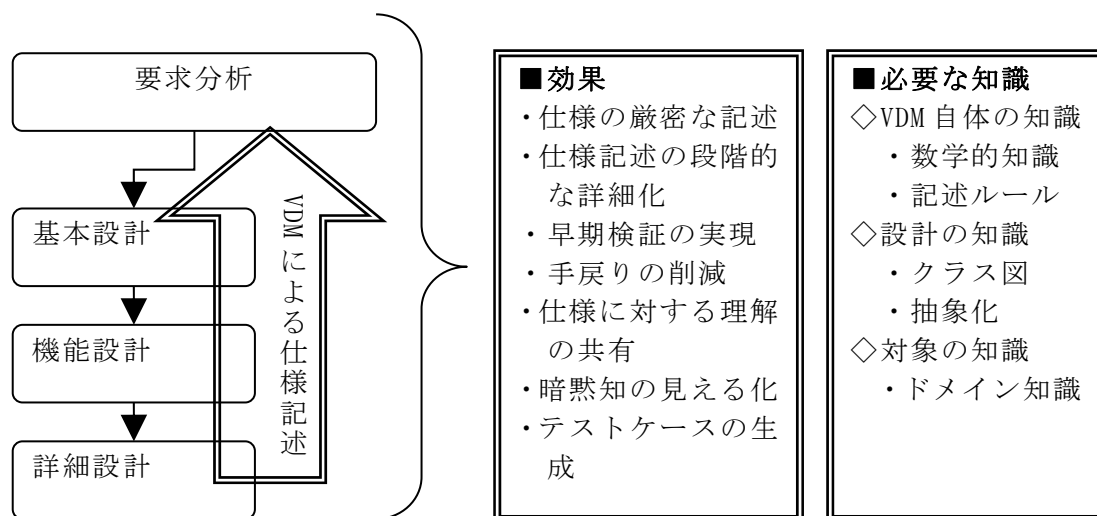 要求分析
基本設計
機能設計
詳細設計
VDMによる仕様記述
■効果
・仕様の厳密な記述
・仕様記述の段階的
な詳細化
・早期検証の実現
・手戻りの削減
・仕様に対する理解
の共有
・暗黙知の見える化
・テストケースの生
成
■必要な知識
◇VDM自体の知識
・数学的知識
・記述ルール
◇設計の知識
・クラス図
・抽象化
◇対象の知識
・ドメイン知識